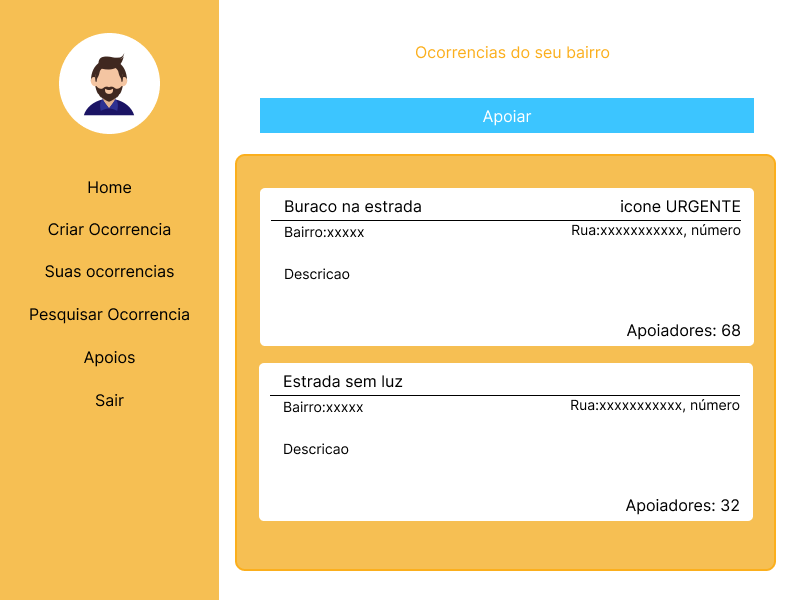 Home
Criar Ocorrencia
Suas ocorrencias
Pesquisar Ocorrencia
Apoios
Sair
Ocorrencias do seu bairro
Apoiar
Buraco na estrada icone URGENTE
Bairro:xxxxx Rua:xxxxxxxxxxx, número
Descricao
Apoiadores: 68
Estrada sem luz
Bairro:xxxxx Rua:xxxxxxxxxxx, número
Descricao
Apoiadores: 32